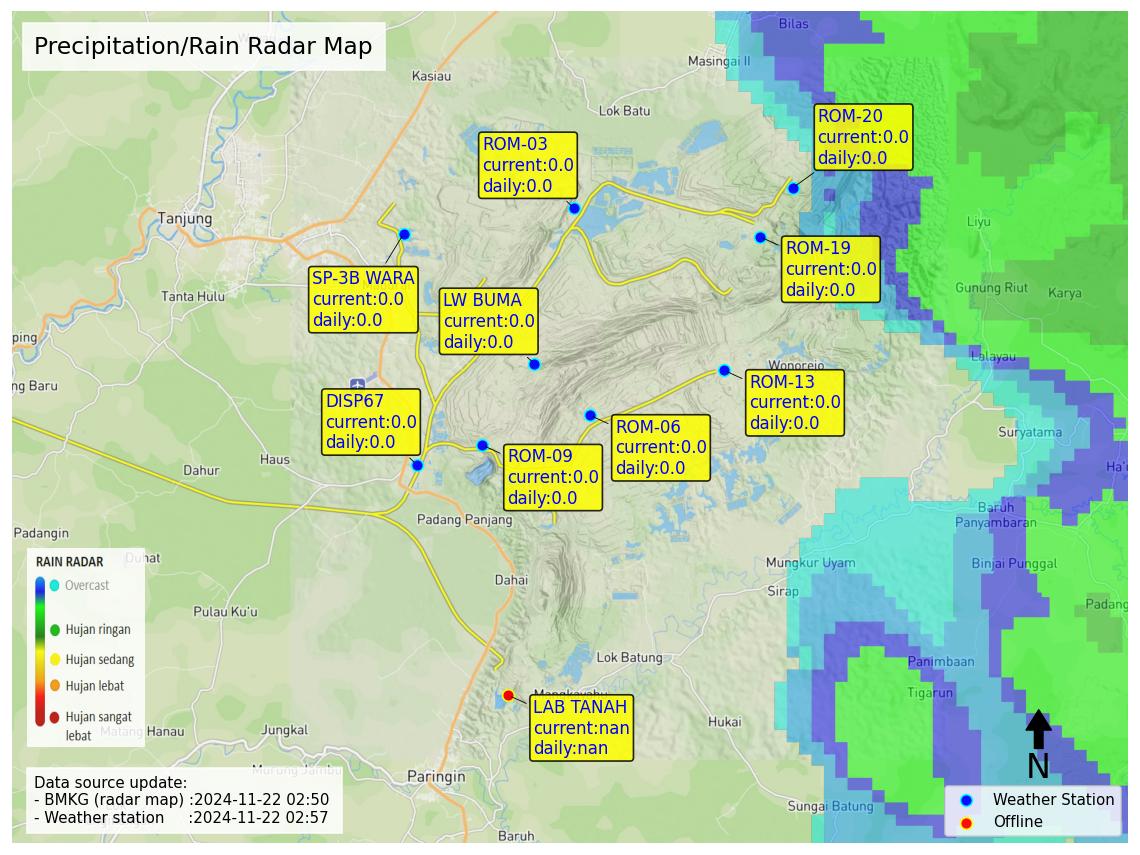 Precipitation/Rain Radar Map
Bilas
Masingai II
Kasiau
Lok Batu
ROM-20
current:0.0
daily:0.0
ROM-03
current:0.0
daily:0.0
Tanjung
Liyu
ROM-19
current:0.0
daily:0.0
SP-3B WARA
current:0.0
daily:0.0
Tanta Hulu
LW BUMA
current:0.0
daily:0.0
Gunung Riut
Karya
ping
Lalayau
Wonorejo
ng Baru
ROM-13
current:0.0
daily:0.0
DISP67
current:0.0
daily:0.0
ROM-06
current:0.0
daily:0.0
Suryatama
ROM-09
current:0.0
daily:0.0
Haus
Dahur
Ha'u
Baruh
Panyambaran
Padang Panjang
Padangin
Duhat
Mungkur Uyam
Binjai Punggal
Dahai
Sirap
Padang
RAIN RADAR
Overcast
Hujan ringan
Hujan sedang
Hujan lebat
Hujan sangat
lebat
Pulau Ku'u
Lok Batung
Panimbaan
Tigarun
Mangkayahu
LAB TANAH
current:nan
daily:nan
Hukai
Matang Hanau
Jungkal
Murung Jambu
Paringin
N
Data source update:
- BMKG (radar map) :2024-11-22 02:50
- Weather station :2024-11-22 02:57
Sungai Batung
Baruh
Weather Station
Offline